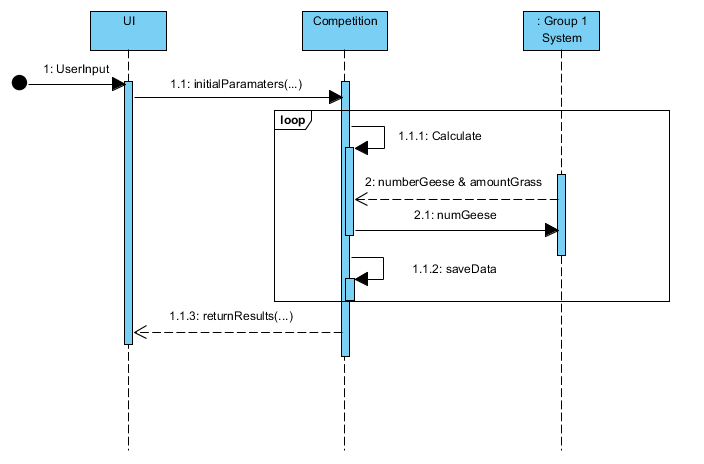 UI
Competition
: Group 1
System
1: UserInput
1.1: initialParamaters(...)
loop
1.1.1: Calculate
2: numberGeese & amountGrass
2.1: numGeese
1.1.2: saveData
1.1.3: returnResults(...)